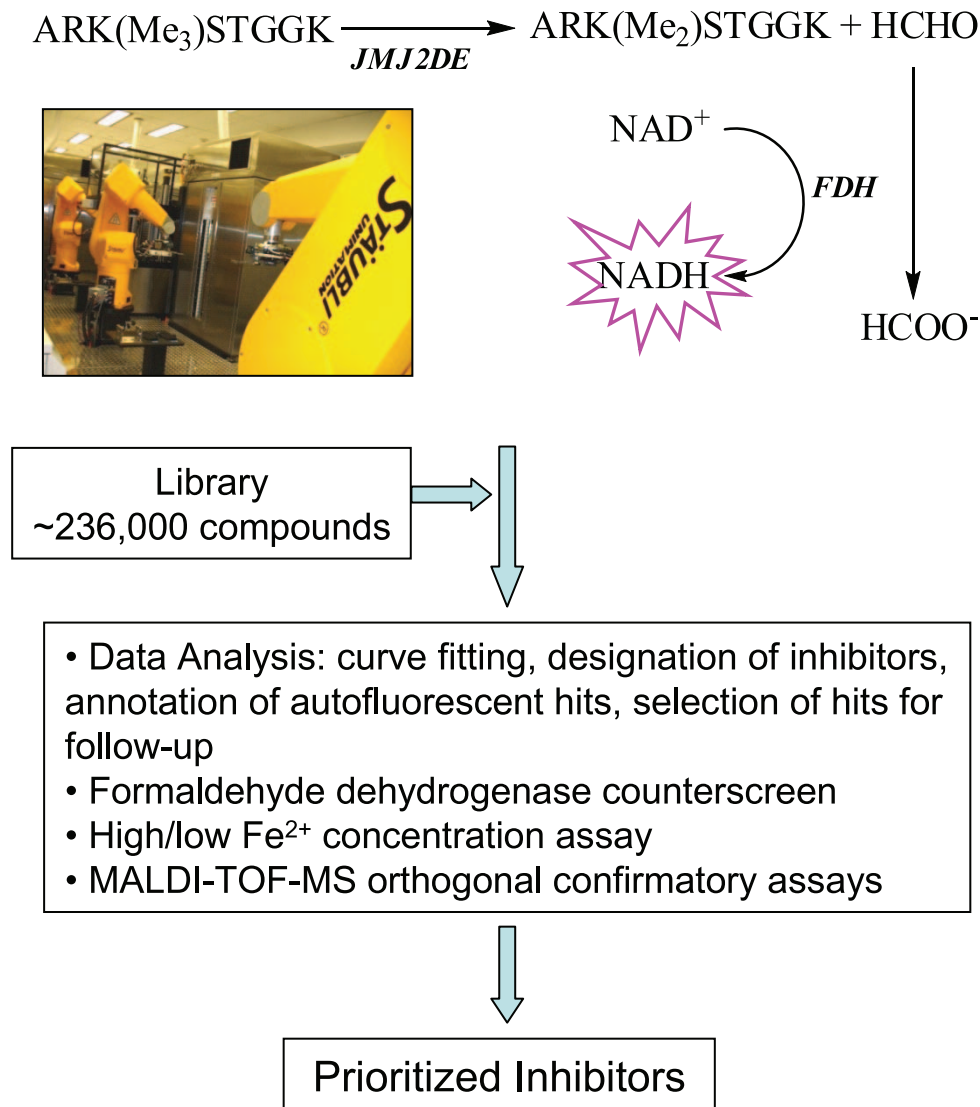 ARK(Me₃)STGGK JMJ2DE ARK(Me₂)STGGK + HCHO
NAD⁺
FDH
NADH
HCOO⁻
STÄUBLI
UNIMATION
®
Library
~236,000 compounds
• Data Analysis: curve fitting, designation of inhibitors,
annotation of autofluorescent hits, selection of hits for
follow-up
• Formaldehyde dehydrogenase counterscreen
• High/low Fe²⁺ concentration assay
• MALDI-TOF-MS orthogonal confirmatory assays
Prioritized Inhibitors